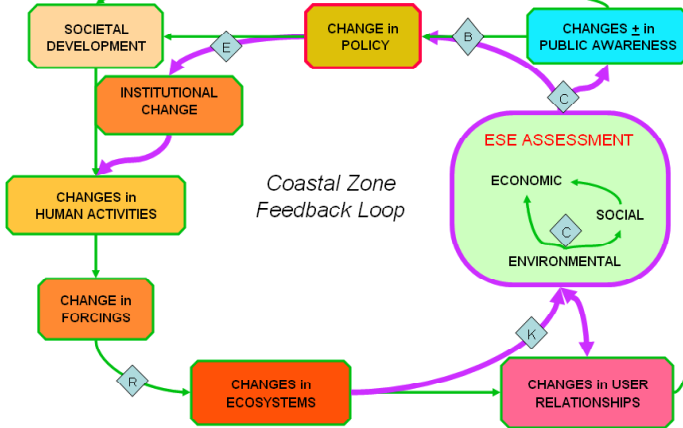 SOCIETAL
DEVELOPMENT
E
CHANGE in
POLICY
B
CHANGES + in
PUBLIC AWARENESS
INSTITUTIONAL
CHANGE
C
ESE ASSESSMENT
ECONOMIC
SOCIAL
C
ENVIRONMENTAL
Coastal Zone
Feedback Loop
CHANGES in
HUMAN ACTIVITIES
CHANGE in
FORCINGS
R
K
CHANGES in
ECOSYSTEMS
CHANGES in USER
RELATIONSHIPS